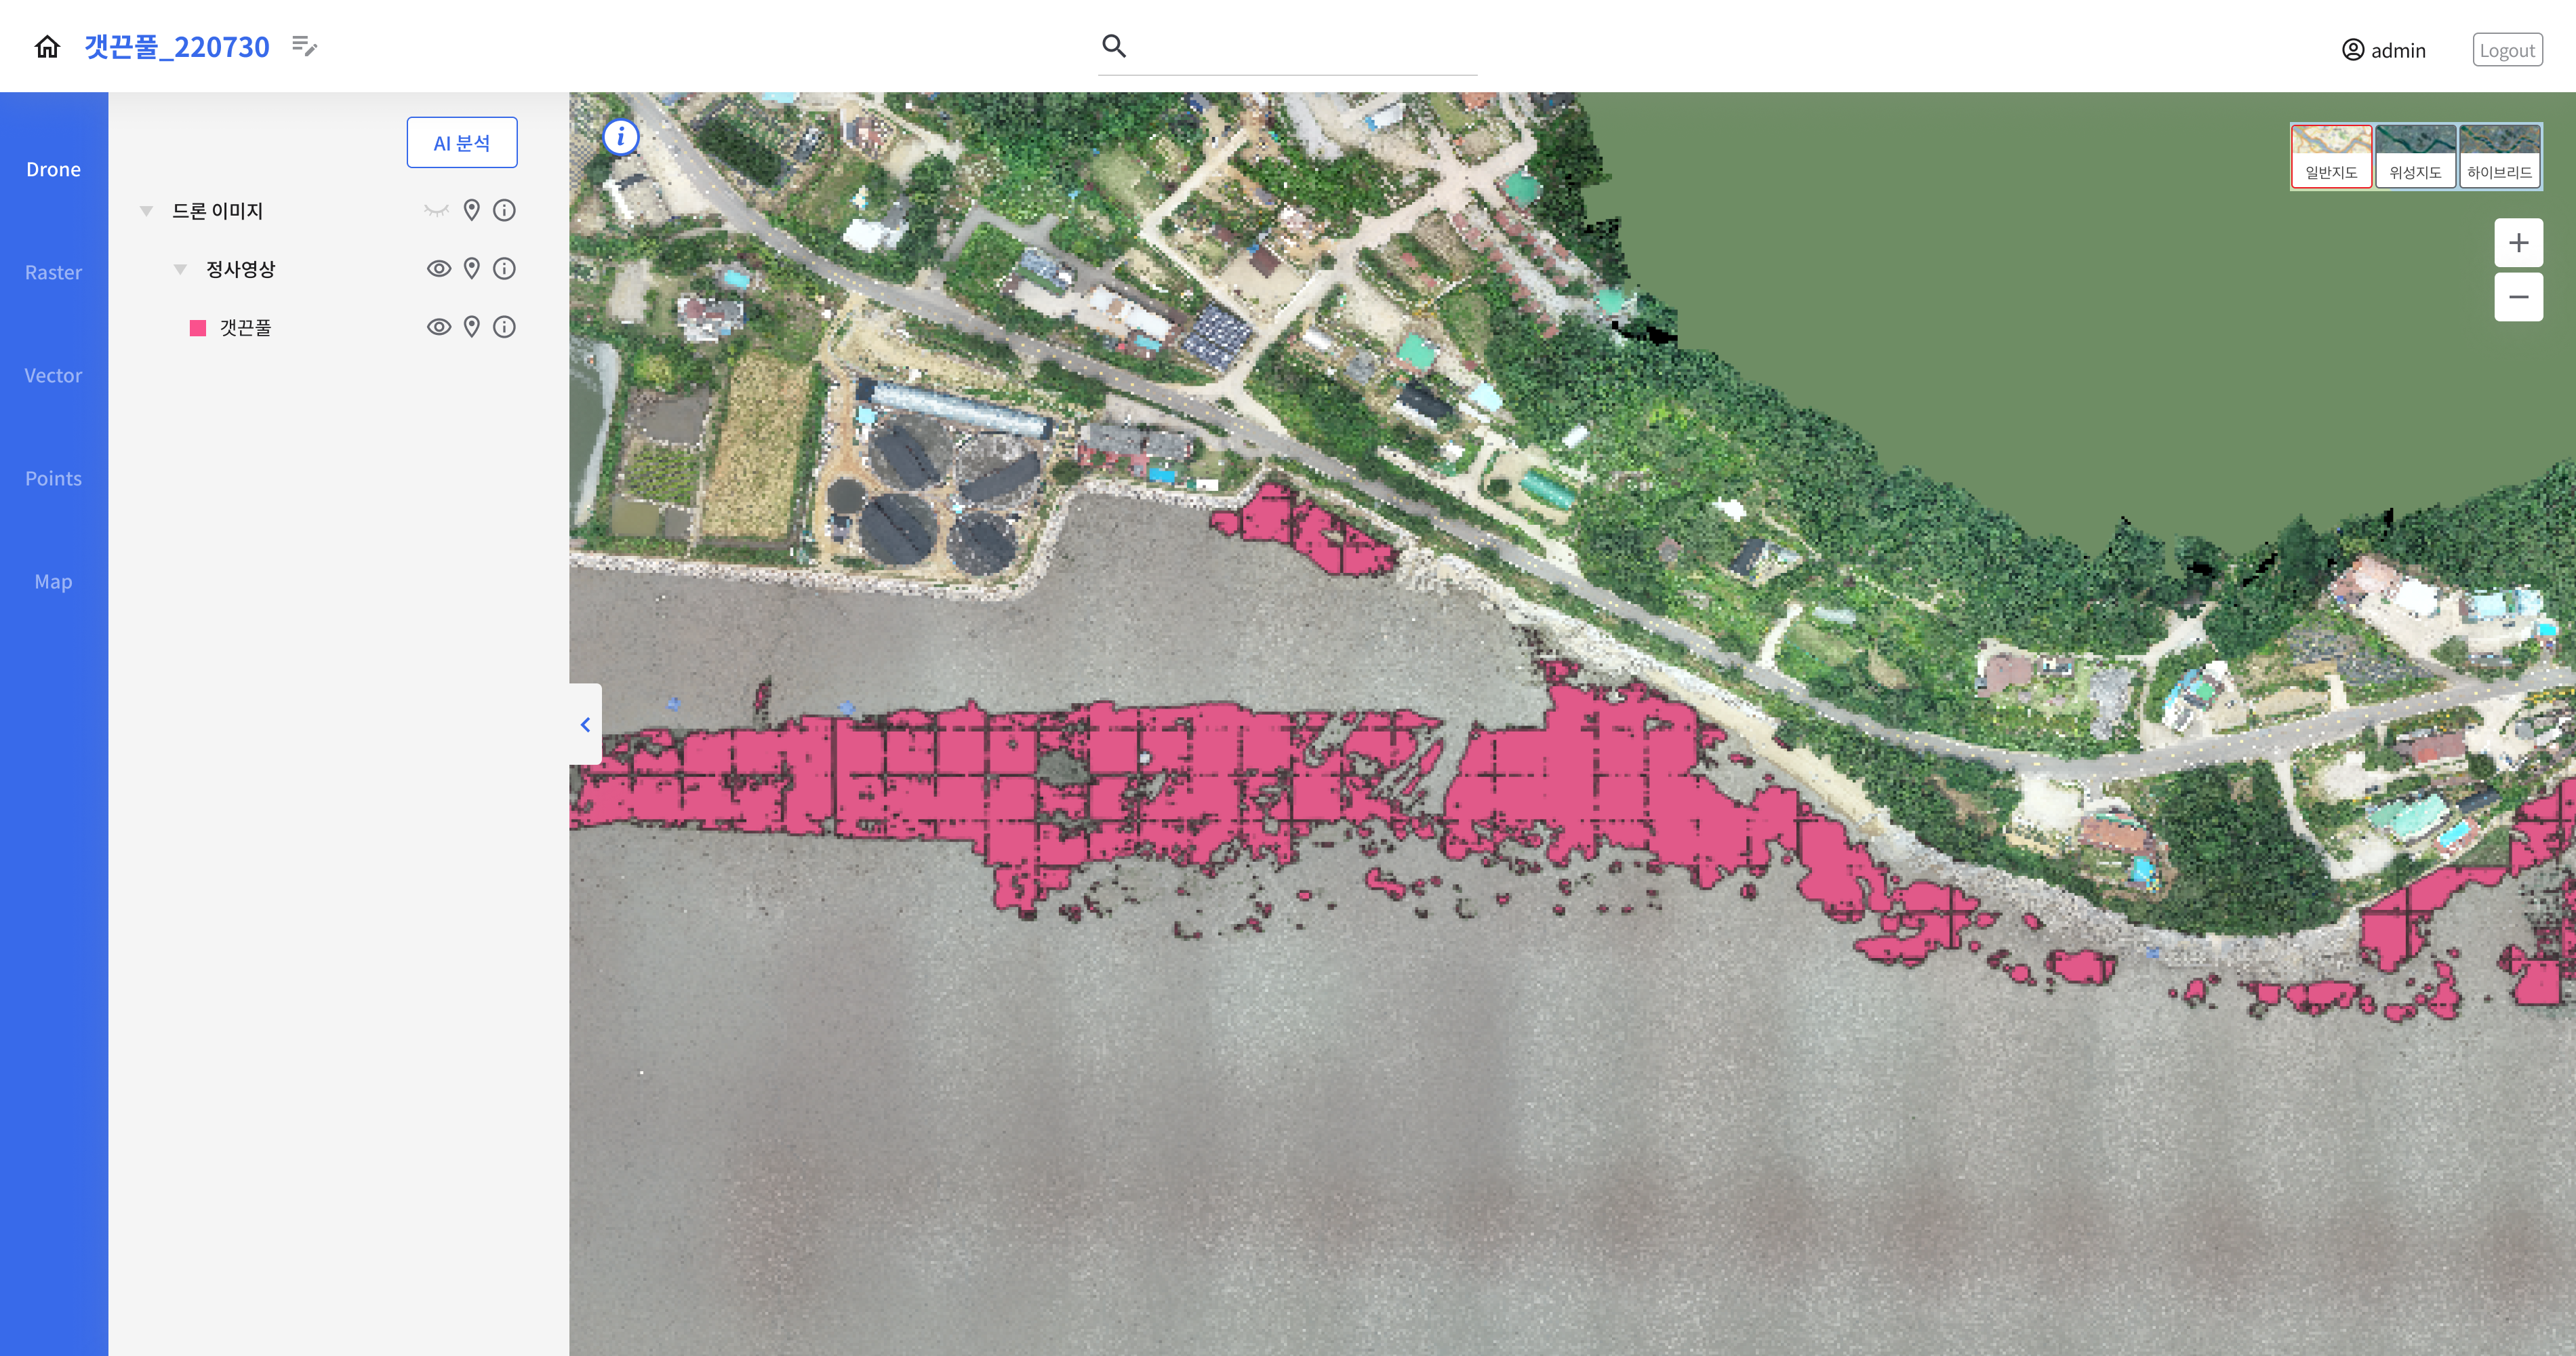 갯끈풀_220730
admin
Logout
Drone
Raster
Vector
Points
Map
AI 분석
드론 이미지
정사영상
갯끈풀
일반지도
위성지도
하이브리드